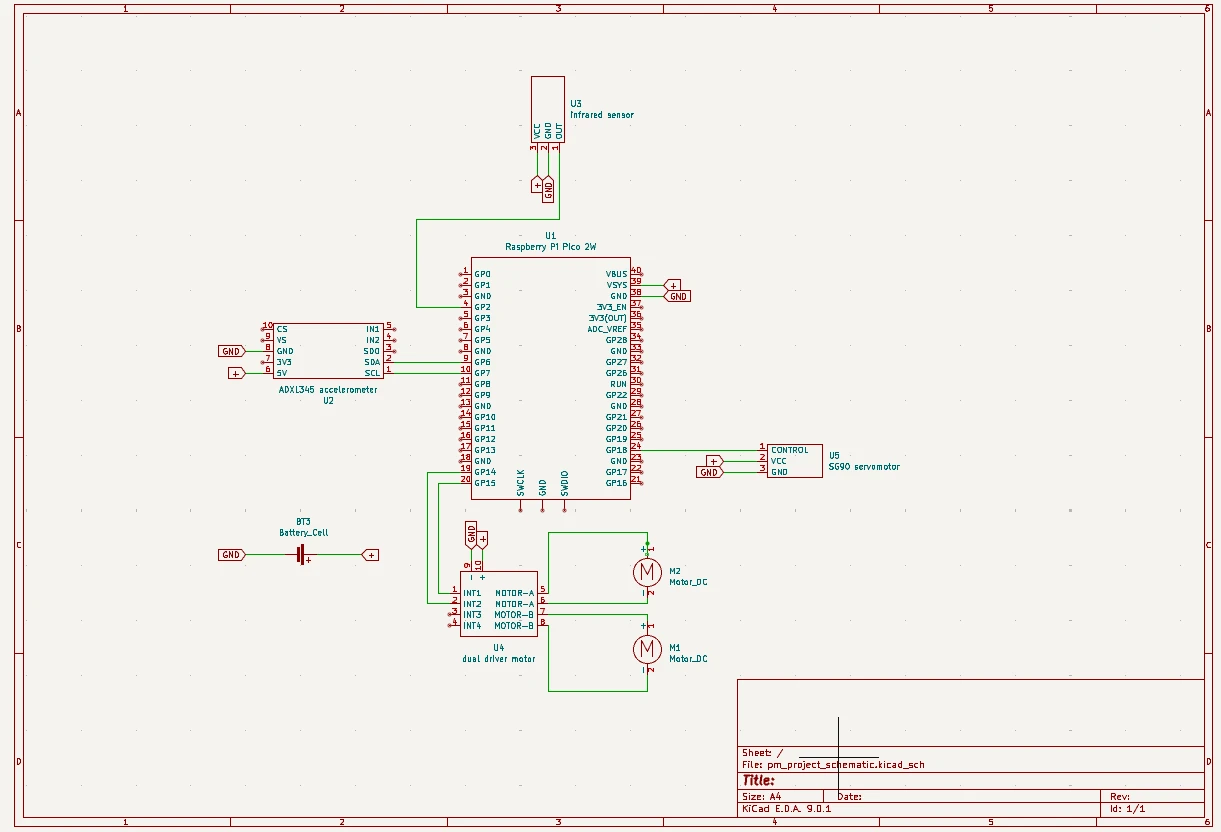 1 2 3 4 5 6
A A
U3
Infrared sensor
VCC GND OUT
3 2 1
+ GND
U1
Raspberry Pi Pico 2W
1 GP0 VBUS 40
2 GP1 VSYS 39 +
3 GND GND 38 GND
4 GP2 3V3_EN 37
5 GP3 3V3(OUT) 36
6 GP4 ADC_VREF 35
7 GP5 GP28 34
8 GND GND 33
9 GP6 GP27 32
10 GP7 GP26 31
11 GP8 RUN 30
12 GP9 GP22 29
13 GND GND 28
14 GP10 GP21 27
15 GP11 GP20 26
16 GP12 GP19 25
17 GP13 GP18 24
18 GND GND 23
19 GP14 GP17 22
20 GP15 GP16 21
SWCLK GND SWDIO
B B
10 CS IN1 5
9 VS IN2 4
GND 8 GND SDO 3
7 3V3 SDA 2
+ 6 5V SCL 1
ADXL345 accelerometer
U2
1 CONTROL
+ 2 VCC
GND 3 GND
U5
SG90 servomotor
BT3
Battery_Cell
GND + +
C C
GND +
9 10
- +
1 INT1 MOTOR-A 5
2 INT2 MOTOR-A 6
3 INT3 MOTOR-B 7
4 INT4 MOTOR-B 8
U4
dual driver motor
+ 1
M
- 2
M2
Motor_DC
+ 1
M
- 2
M1
Motor_DC
D D
Sheet: /
File: pm_project_schematic.kicad_sch
Title:
Size: A4 Date: Rev:
KiCad E.D.A. 9.0.1 Id: 1/1
1 2 3 4 5 6